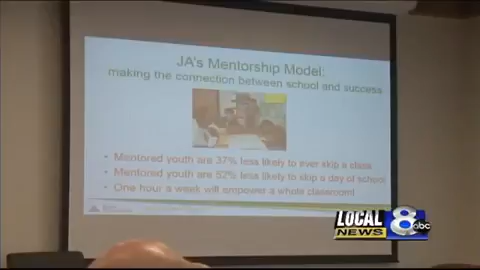 JA's Mentorship Model:
making the connection between school and success
• Mentored youth are 37% less likely to ever skip a class
• Mentored youth are 52% less likely to skip a day of school
• One hour a week will empower a whole classroom!
LOCAL 8 abc
NEWS